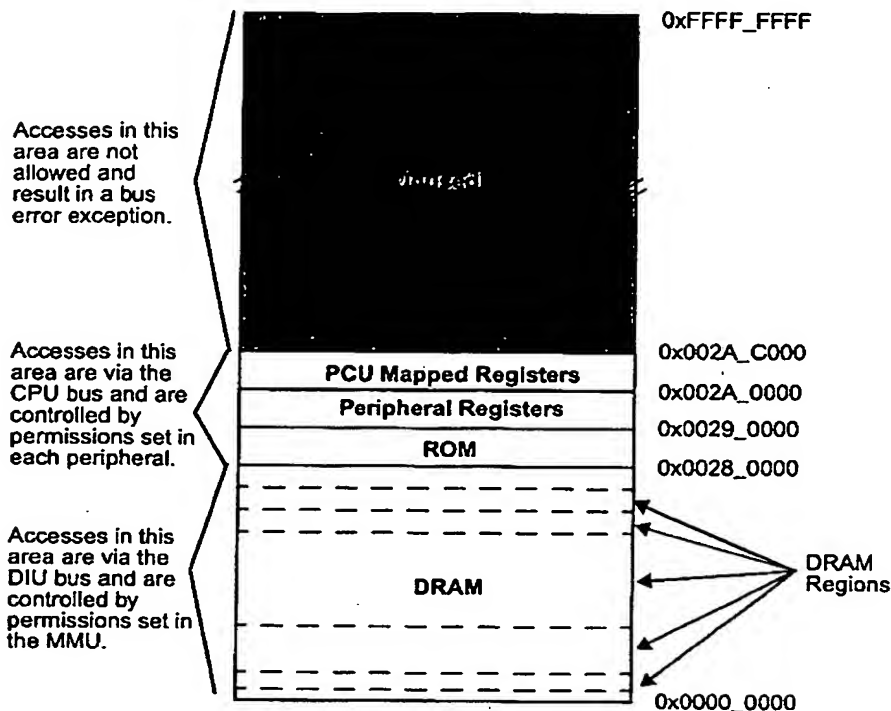 0xFFFF_FFFF
Accesses in this
area are not
allowed and
result in a bus
error exception.
0x002A_C000
Accesses in this
area are via the
CPU bus and are
controlled by
permissions set in
each peripheral.
PCU Mapped Registers
0x002A_0000
Peripheral Registers
0x0029_0000
ROM
0x0028_0000
Accesses in this
area are via the
DIU bus and are
controlled by
permissions set in
the MMU.
DRAM
DRAM
Regions
0x0000_0000